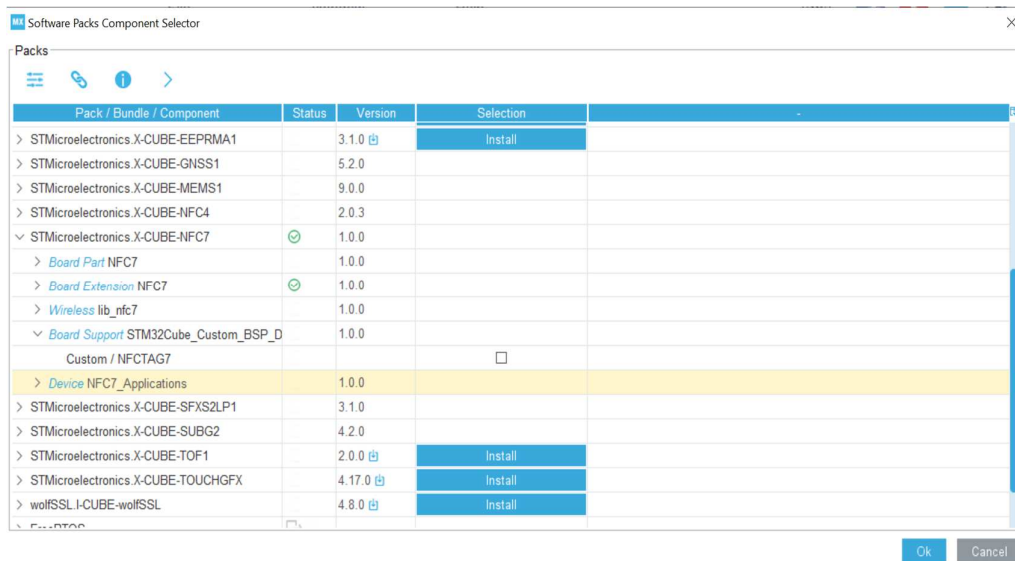 MX Software Packs Component Selector
Packs
Pack / Bundle / Component Status Version Selection -
STMicroelectronics.X-CUBE-EEPRMA1 3.1.0 Install
STMicroelectronics.X-CUBE-GNSS1 5.2.0
STMicroelectronics.X-CUBE-MEMS1 9.0.0
STMicroelectronics.X-CUBE-NFC4 2.0.3
STMicroelectronics.X-CUBE-NFC7 1.0.0
Board Part NFC7 1.0.0
Board Extension NFC7 1.0.0
Wireless lib_nfc7 1.0.0
Board Support STM32Cube_Custom_BSP_D 1.0.0
Custom / NFCTAG7
Device NFC7_Applications 1.0.0
STMicroelectronics.X-CUBE-SFXS2LP1 3.1.0
STMicroelectronics.X-CUBE-SUBG2 4.2.0
STMicroelectronics.X-CUBE-TOF1 2.0.0 Install
STMicroelectronics.X-CUBE-TOUCHGFX 4.17.0 Install
wolfSSL.I-CUBE-wolfSSL 4.8.0 Install
Ok Cancel